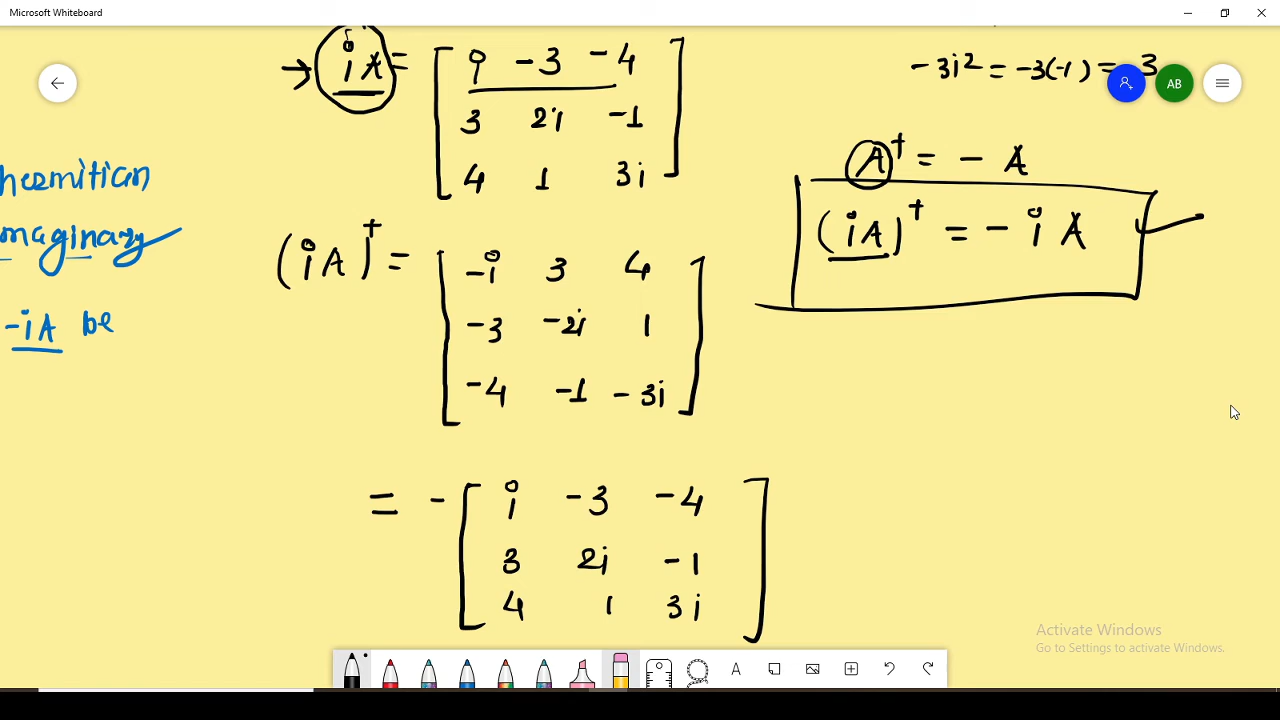 Microsoft Whiteboard
→ iA = [ i -3 -4
3 2i -1
4 1 3i ]
- 3i² = -3(-1) = 3
AB
A† = - A
(iA)† = - i A
hermitian
maginary
-iA be
(iA)† = [ -i 3 4
-3 -2i 1
-4 -1 -3i ]
= - [ i -3 -4
3 2i -1
4 1 3i ]
Activate Windows
Go to Settings to activate Windows.
A